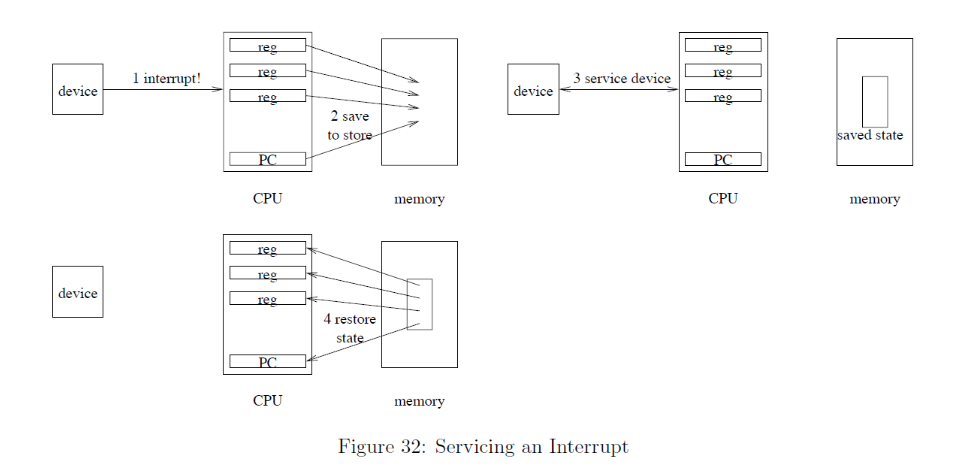 reg
reg
reg
device
1 interrupt!
2 save
to store
PC
CPU
memory
reg
reg
reg
device
3 service device
saved state
PC
CPU
memory
reg
reg
reg
device
4 restore
state
PC
CPU
memory
Figure 32: Servicing an Interrupt